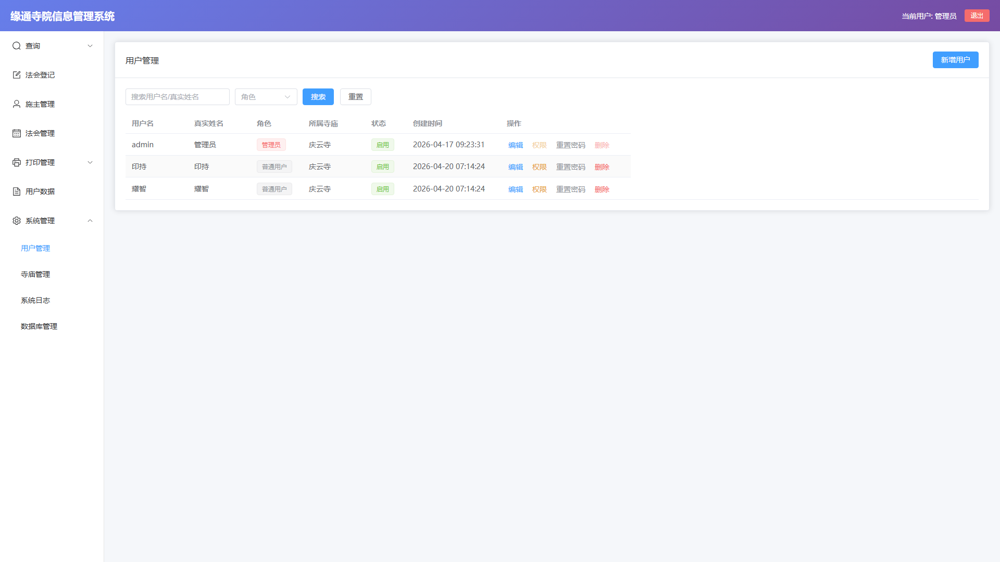 缘通寺院信息管理系统
当前用户: 管理员 退出
查询
法会登记
施主管理
法会管理
打印管理
用户数据
系统管理
用户管理
寺庙管理
系统日志
数据库管理
用户管理 新增用户
搜索用户名/真实姓名 角色 搜索 重置
用户名 真实姓名 角色 所属寺庙 状态 创建时间 操作
admin 管理员 管理员 庆云寺 启用 2026-04-17 09:23:31 编辑 权限 重置密码 删除
印持 印持 普通用户 庆云寺 启用 2026-04-20 07:14:24 编辑 权限 重置密码 删除
耀智 耀智 普通用户 庆云寺 启用 2026-04-20 07:14:24 编辑 权限 重置密码 删除